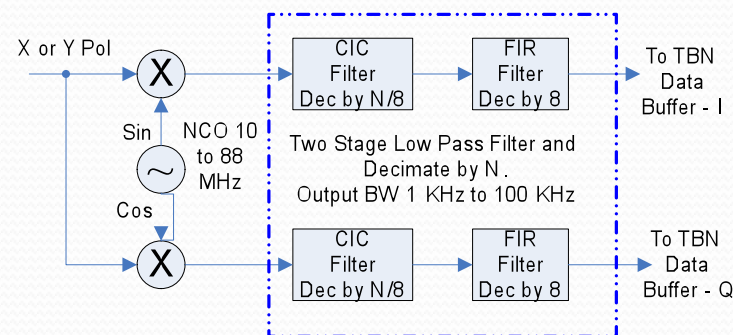 X or Y Pol
X
CIC
Filter
Dec by N/8
FIR
Filter
Dec by 8
To TBN
Data
Buffer - I
Sin
NCO 10
to 88
MHz
~
Two Stage Low Pass Filter and
Decimate by N.
Output BW 1 KHz to 100 KHz
Cos
X
CIC
Filter
Dec by N/8
FIR
Filter
Dec by 8
To TBN
Data
Buffer - Q